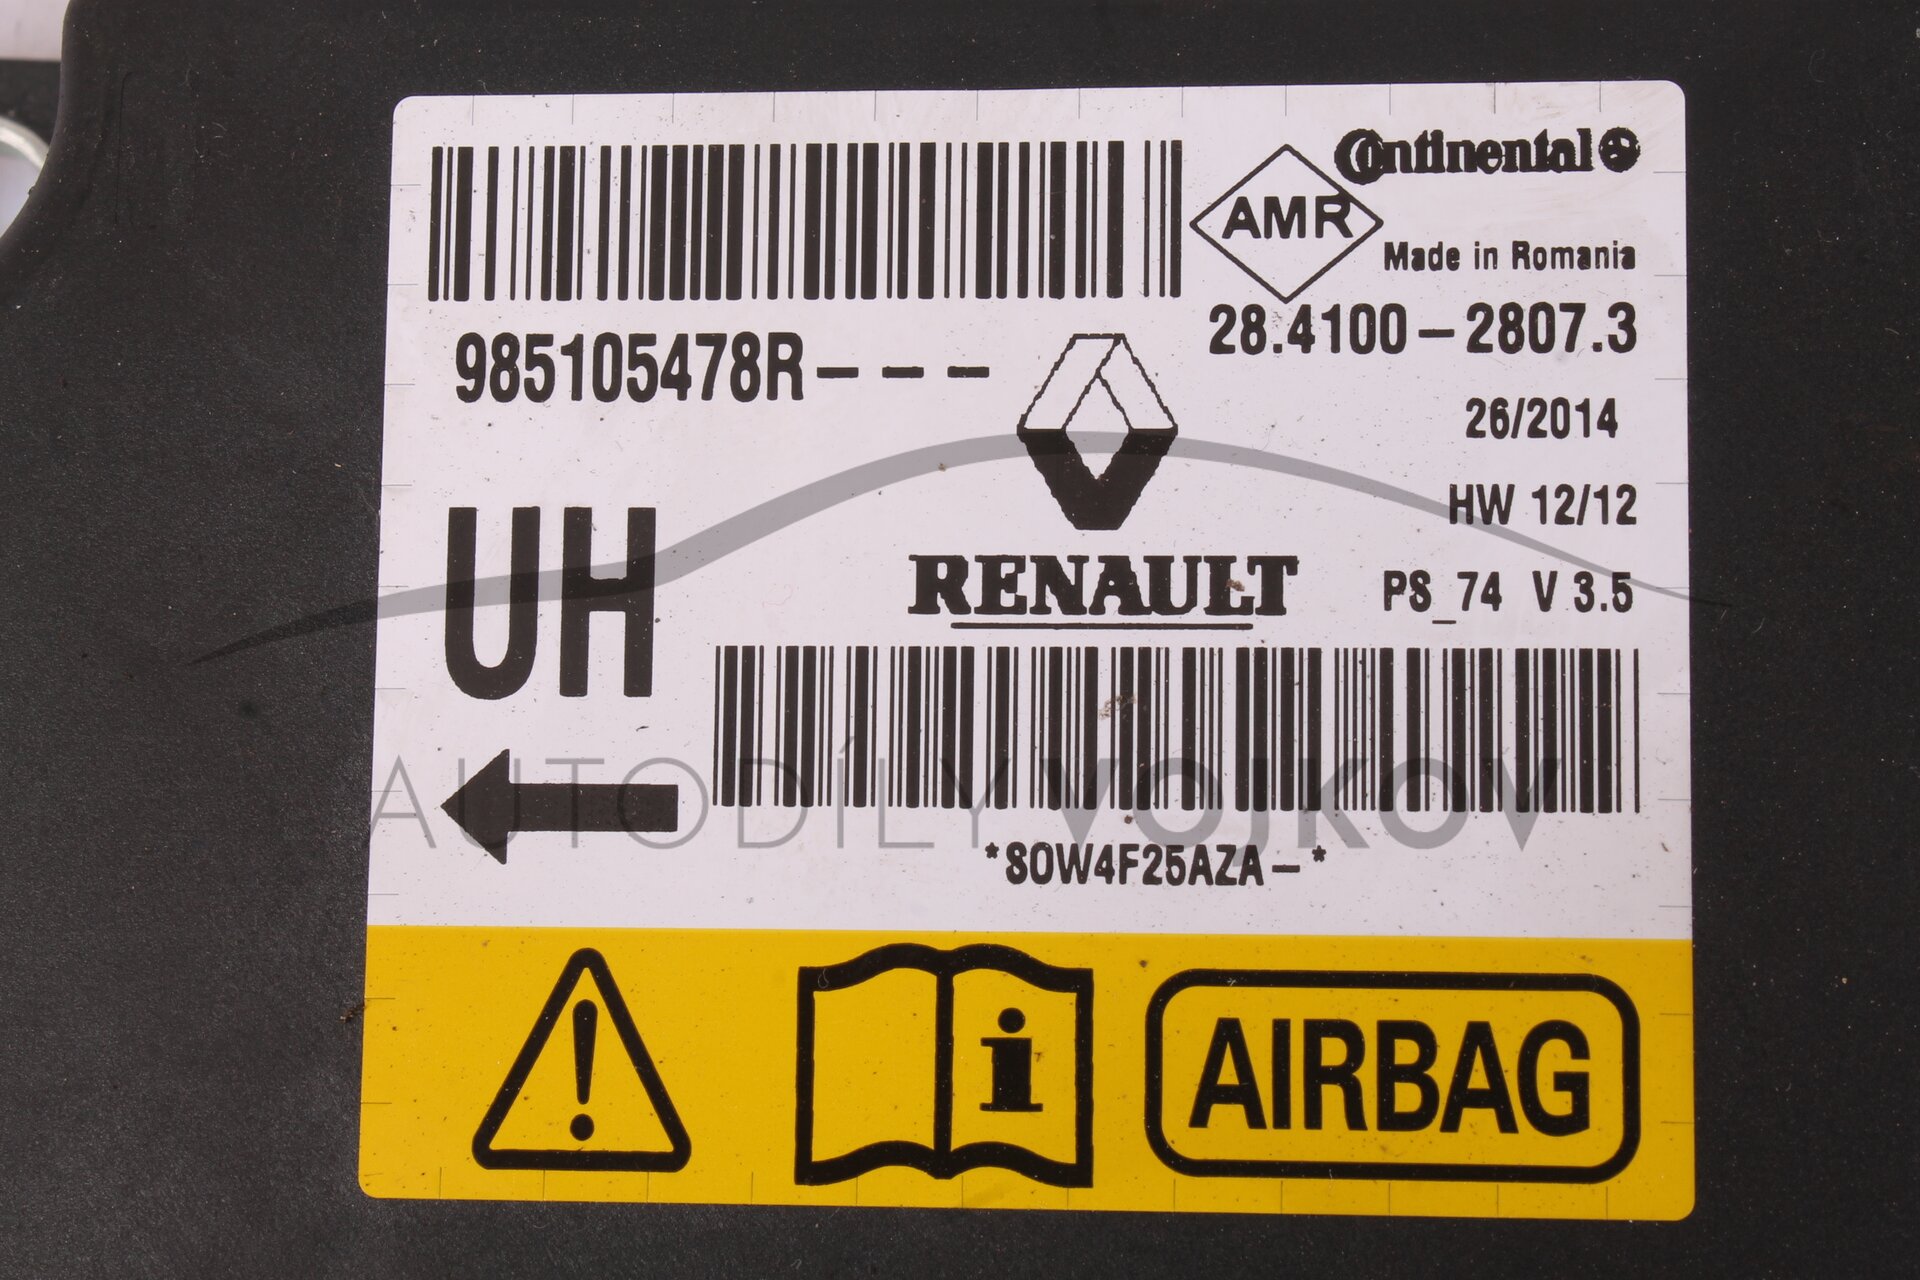 Continental
AMR
Made in Romania
985105478R---
28.4100-2807.3
26/2014
HW 12/12
UH
RENAULT
PS_74 V 3.5
AUTODÍLY VOJKOV
*S0W4F25AZA-*
AIRBAG